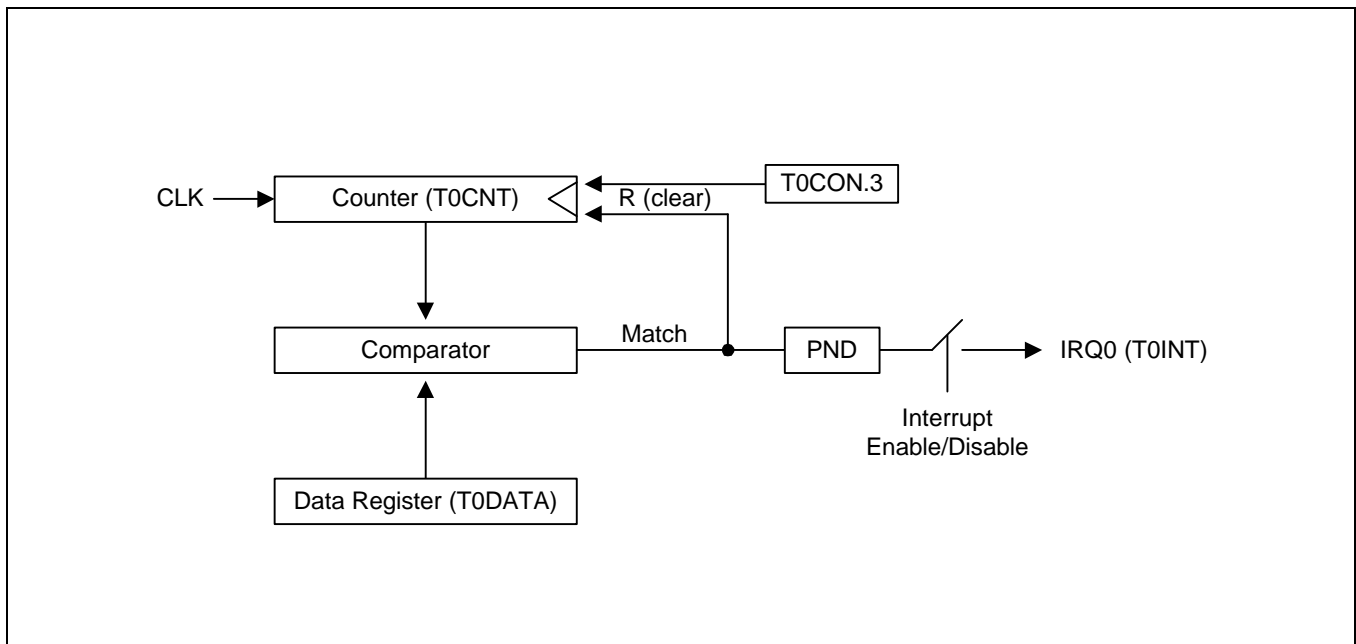 T0CON.3
CLK
Counter (T0CNT)
R (clear)
Match
Comparator
PND
IRQ0 (T0INT)
Interrupt
Enable/Disable
Data Register (T0DATA)